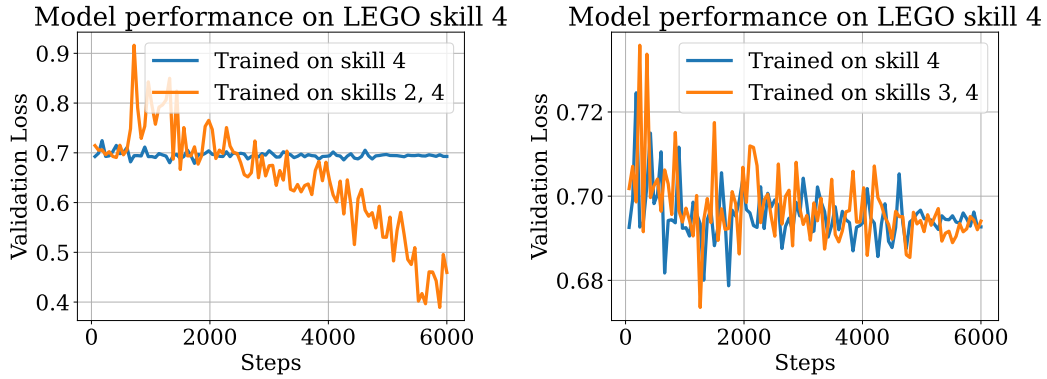 Model performance on LEGO skill 4
Validation Loss
0.9
0.8
0.7
0.6
0.5
0.4
Trained on skill 4
Trained on skills 2, 4
0
2000
4000
6000
Steps
Model performance on LEGO skill 4
Validation Loss
0.72
0.70
0.68
Trained on skill 4
Trained on skills 3, 4
0
2000
4000
6000
Steps